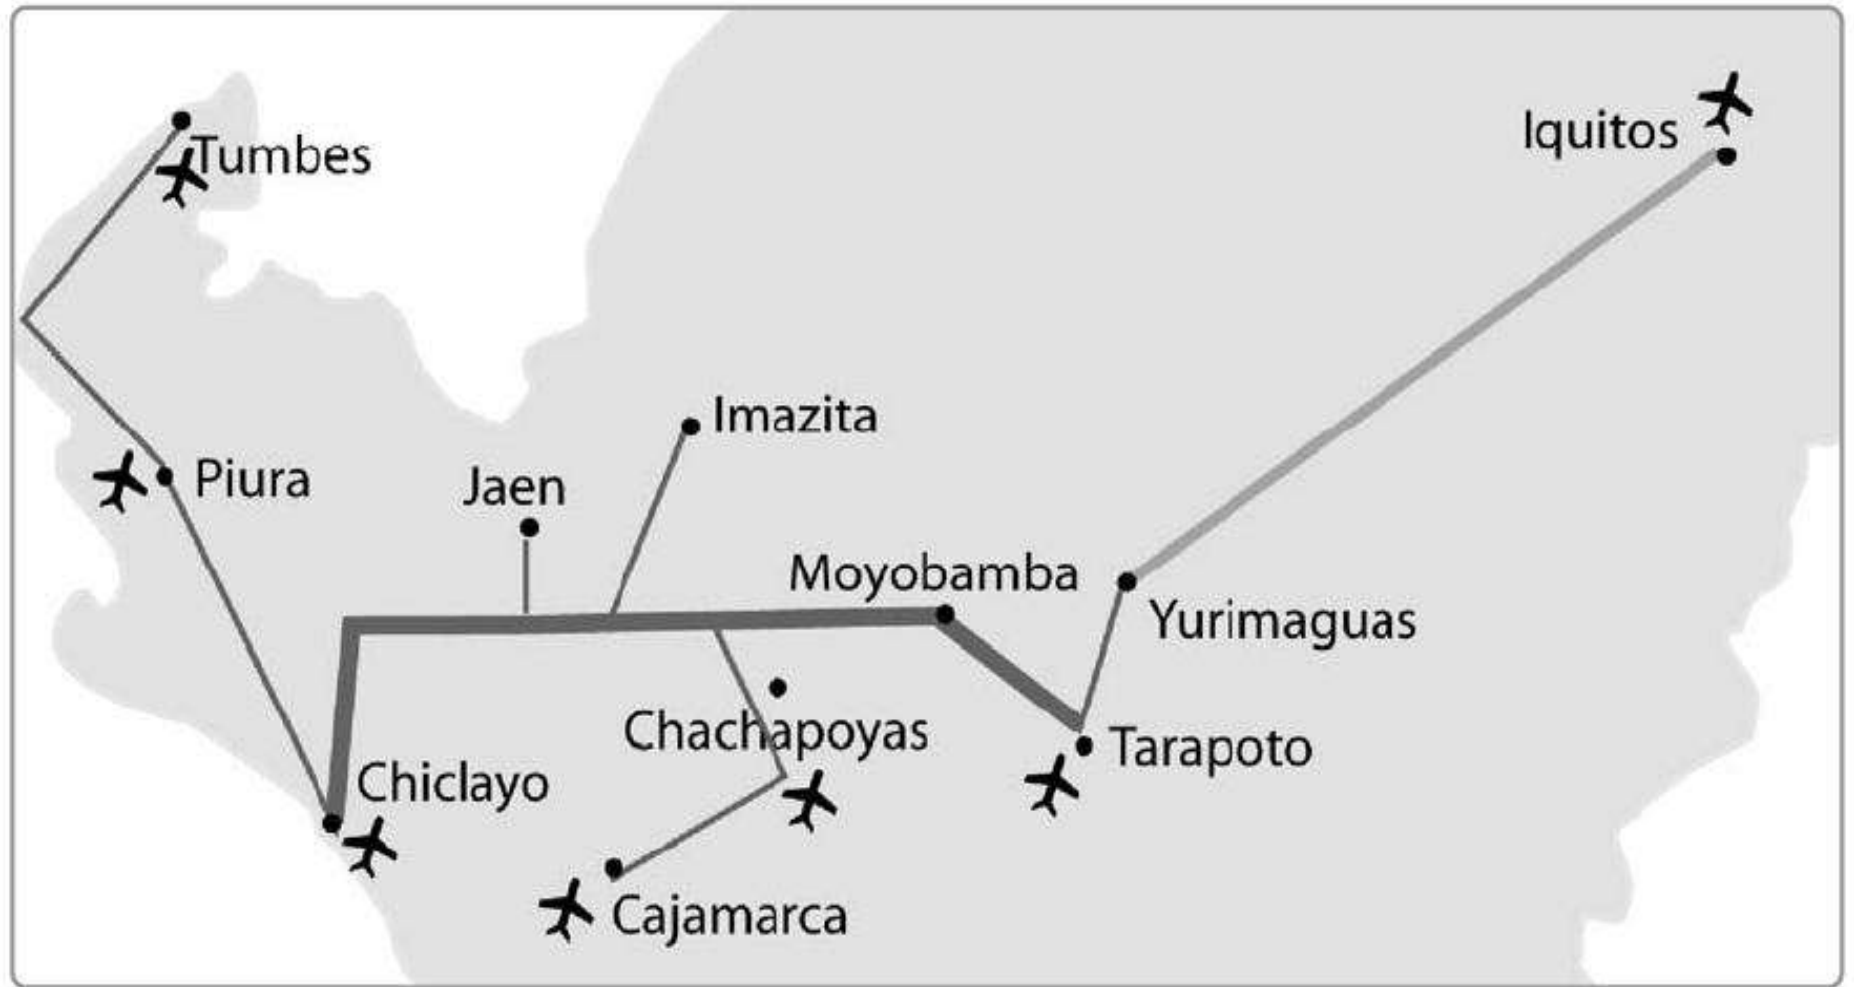 Iquitos
Tumbes
Imazita
Piura
Jaen
Moyobamba
Yurimaguas
Chachapoyas
Tarapoto
Chiclayo
Cajamarca